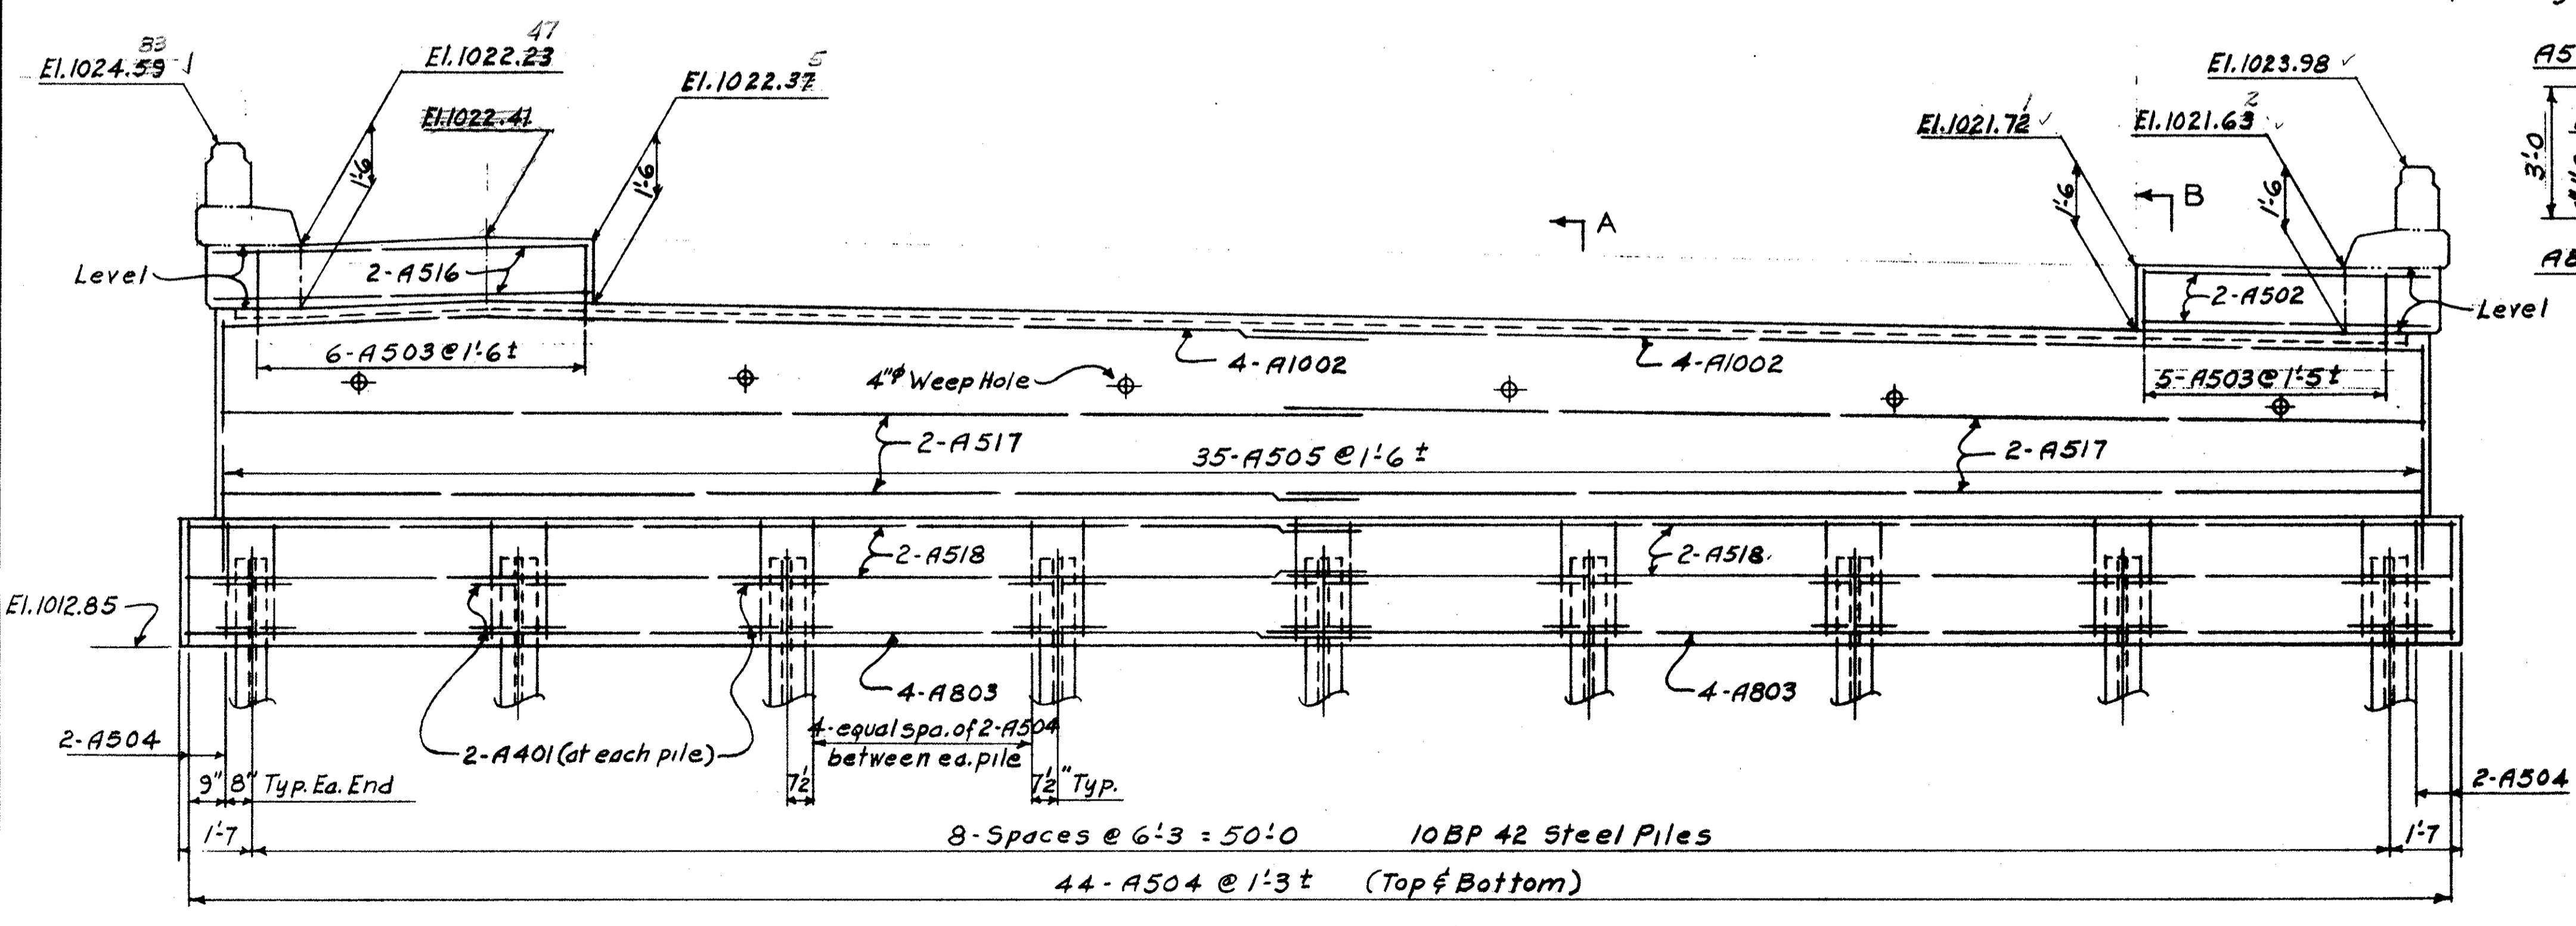 83
El.1024.59 ✓
47
El.1022.23
5
El.1022.37
El.1022.41
1'-6
1'-6
El.1023.98 ✓
1
El.1021.72 ✓
2
El.1021.63 ✓
1'-6
1'-6
A5
3'-0
A8
A
B
Level
2-A516
2-A502
Level
6-A503@1'-6±
4"ϕ Weep Hole
4-A1002
4-A1002
5-A503@1'-5±
2-A517
35-A505@1'-6±
2-A517
2-A518
2-A518
El.1012.85
4-A803
4-A803
2-A504
2-A401(at each pile)
4-equal spa. of 2-A504
between ea. pile
9" 8" Typ. Ea. End
7½
7½" Typ.
2-A504
1'-7
8-Spaces @ 6'-3 = 50'-0
10 BP 42 Steel Piles
1'-7
44-A504 @ 1'-3± (Top & Bottom)